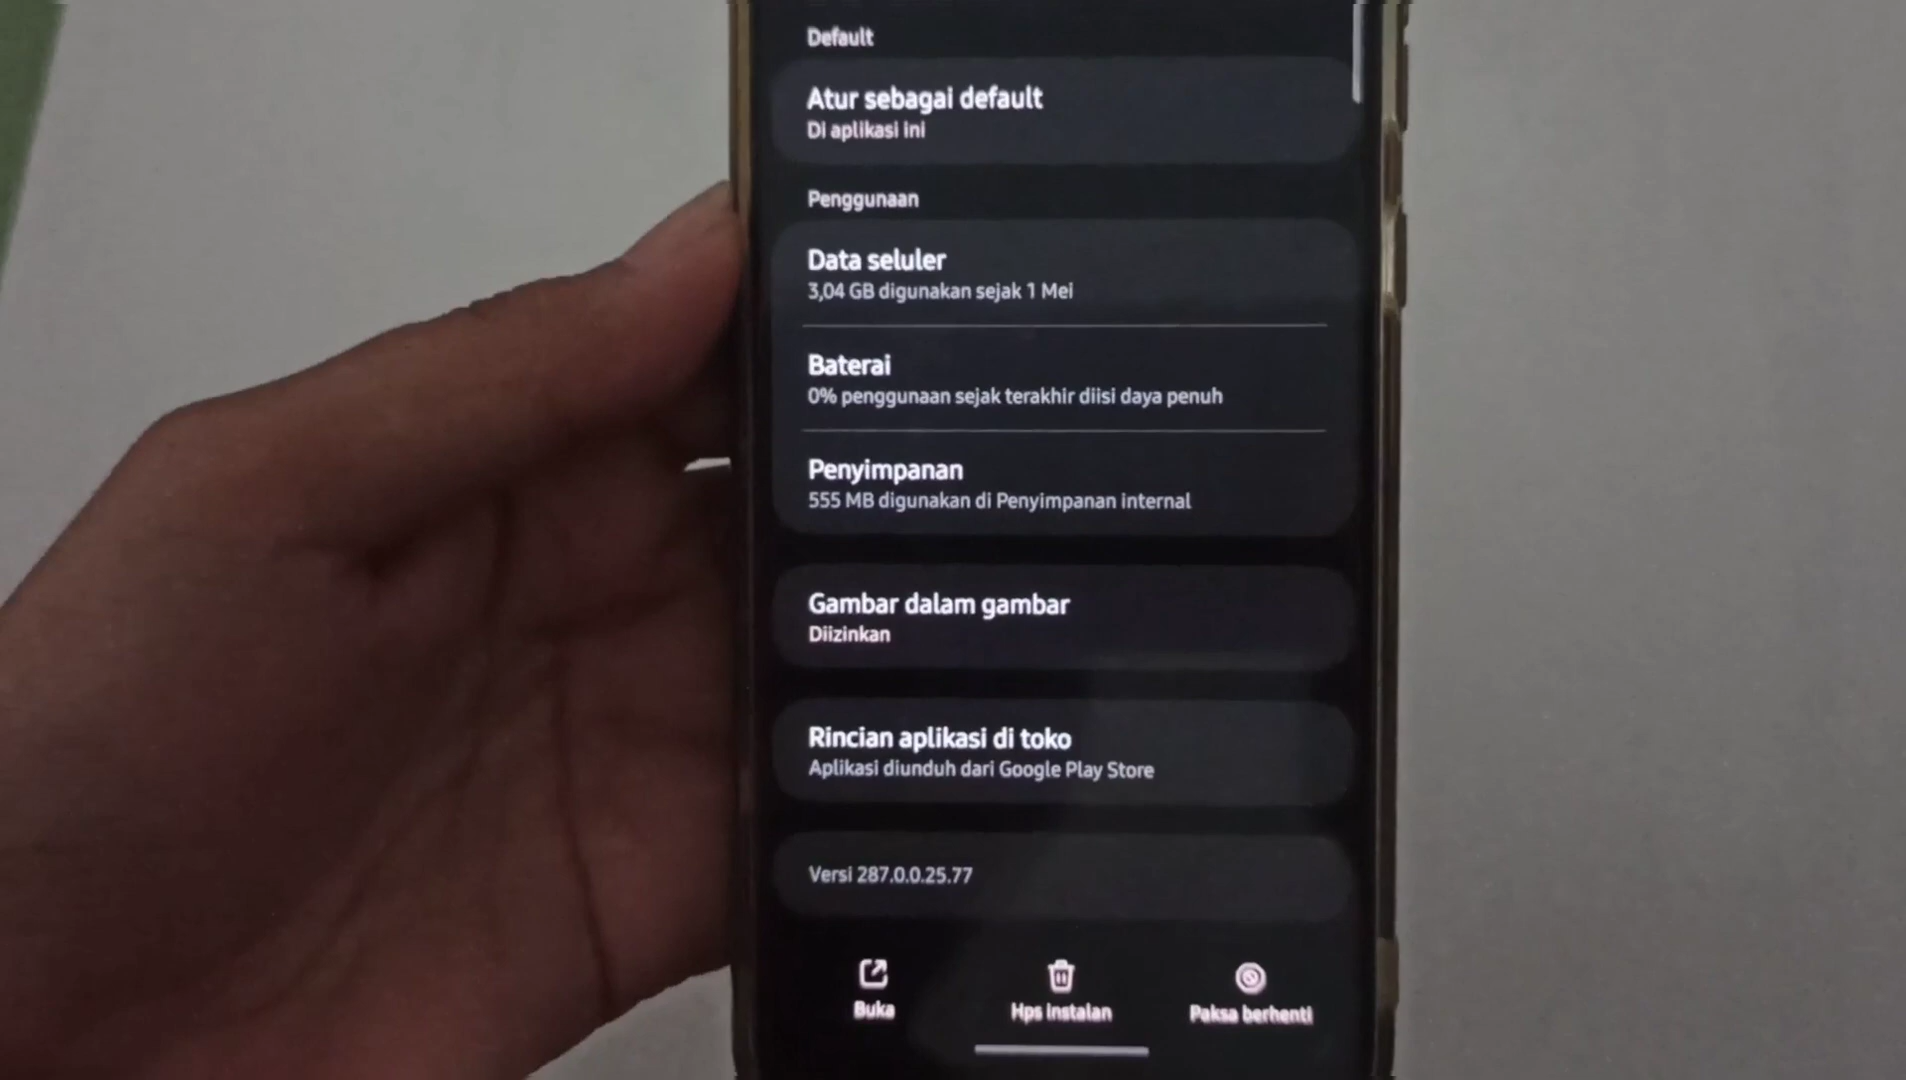 Default
Atur sebagai default
Di aplikasi ini
Penggunaan
Data seluler
3,04 GB digunakan sejak 1 Mei
Baterai
0% penggunaan sejak terakhir diisi daya penuh
Penyimpanan
555 MB digunakan di Penyimpanan internal
Gambar dalam gambar
Diizinkan
Rincian aplikasi di toko
Aplikasi diunduh dari Google Play Store
Versi 287.0.0.25.77
Buka
Hps instalan
Paksa berhenti